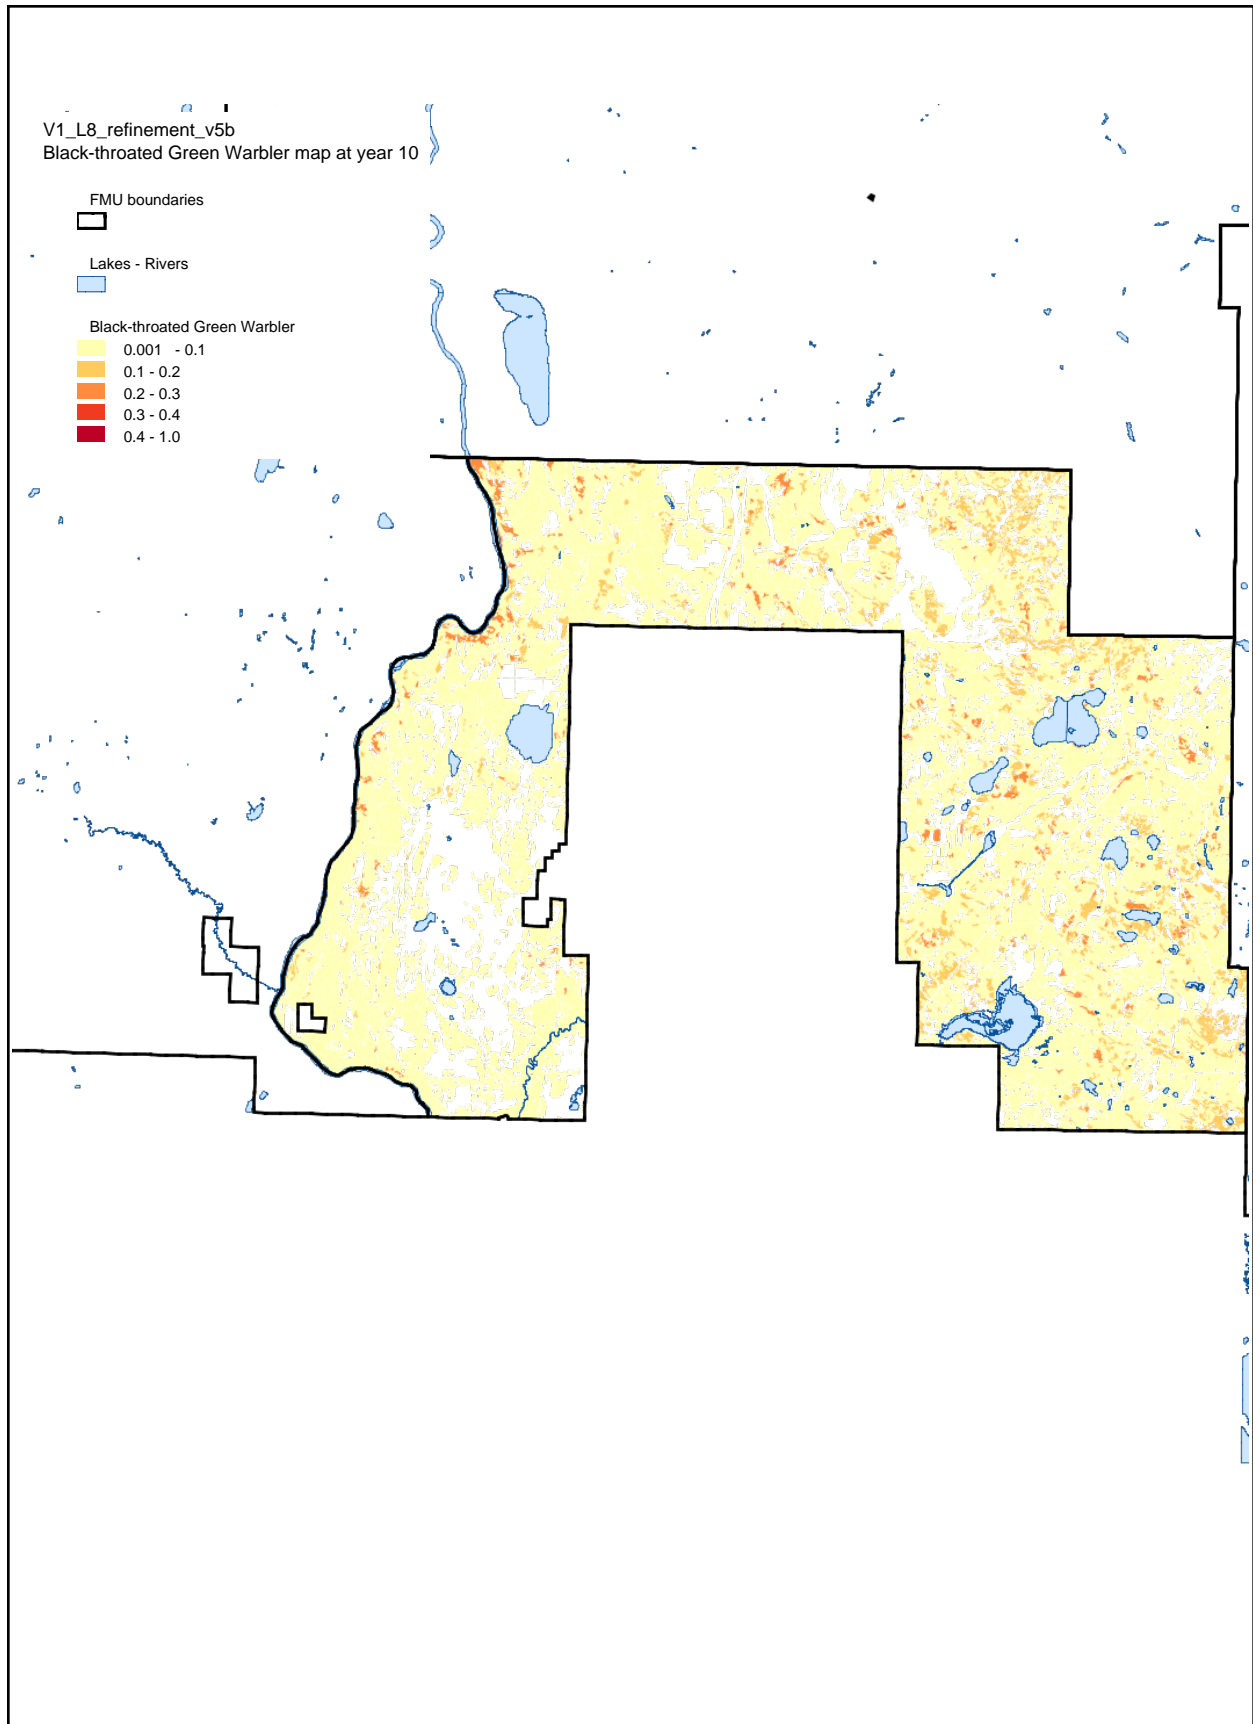 V1_L8_refinement_v5b
Black-throated Green Warbler map at year 10
FMU boundaries
Lakes - Rivers
Black-throated Green Warbler
0.001 - 0.1
0.1 - 0.2
0.2 - 0.3
0.3 - 0.4
0.4 - 1.0